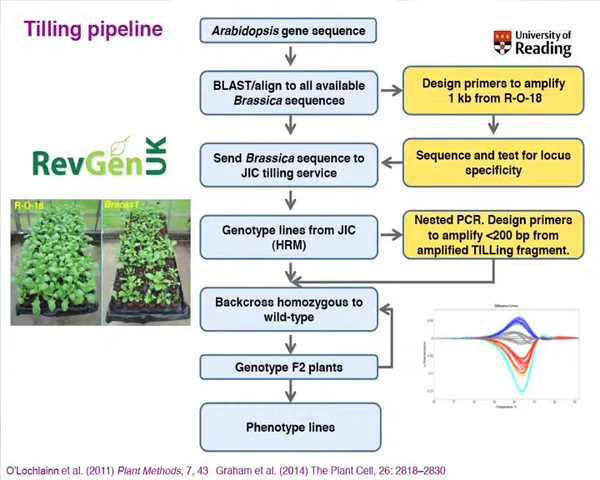 Tilling pipeline
Arabidopsis gene sequence
University of
Reading
BLAST/align to all available
Brassica sequences
Design primers to amplify
1 kb from R-O-18
RevGenUK
Send Brassica sequence to
JIC tilling service
Sequence and test for locus
specificity
R-O-18
Genotype lines from JIC
(HRM)
Nested PCR. Design primers
to amplify <200 bp from
amplified TILLing fragment.
Backcross homozygous to
wild-type
Genotype F2 plants
Phenotype lines
O'Lochlainn et al. (2011) Plant Methods, 7, 43 Graham et al. (2014) The Plant Cell, 26: 2818–2830